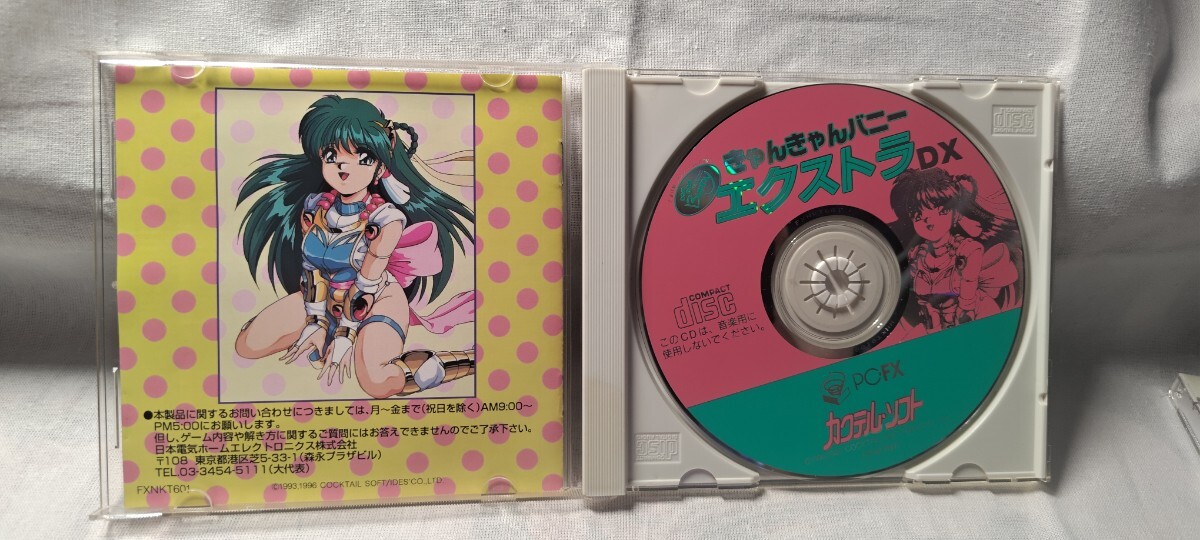 ●本製品に関するお問い合わせにつきましては、月〜金まで(祝日を除く)AM9:00〜
PM5:00にお願いします。
但し、ゲーム内容や解き方に関するご質問にはお答えできませんのでご了承下さい。
日本電気ホームエレクトロニクス株式会社
〒108 東京都港区芝5-33-1(森永プラザビル)
TEL.03-3454-5111(大代表)
FXNKT601
©1993,1996 COCKTAIL SOFT/IDES CO.,LTD
きゃんきゃんバニー
エクストラDX
COMPACT
disc
このCDは、音楽用に
使用しないでください。
PC-FX
カクテル・ソフト
disc
disc